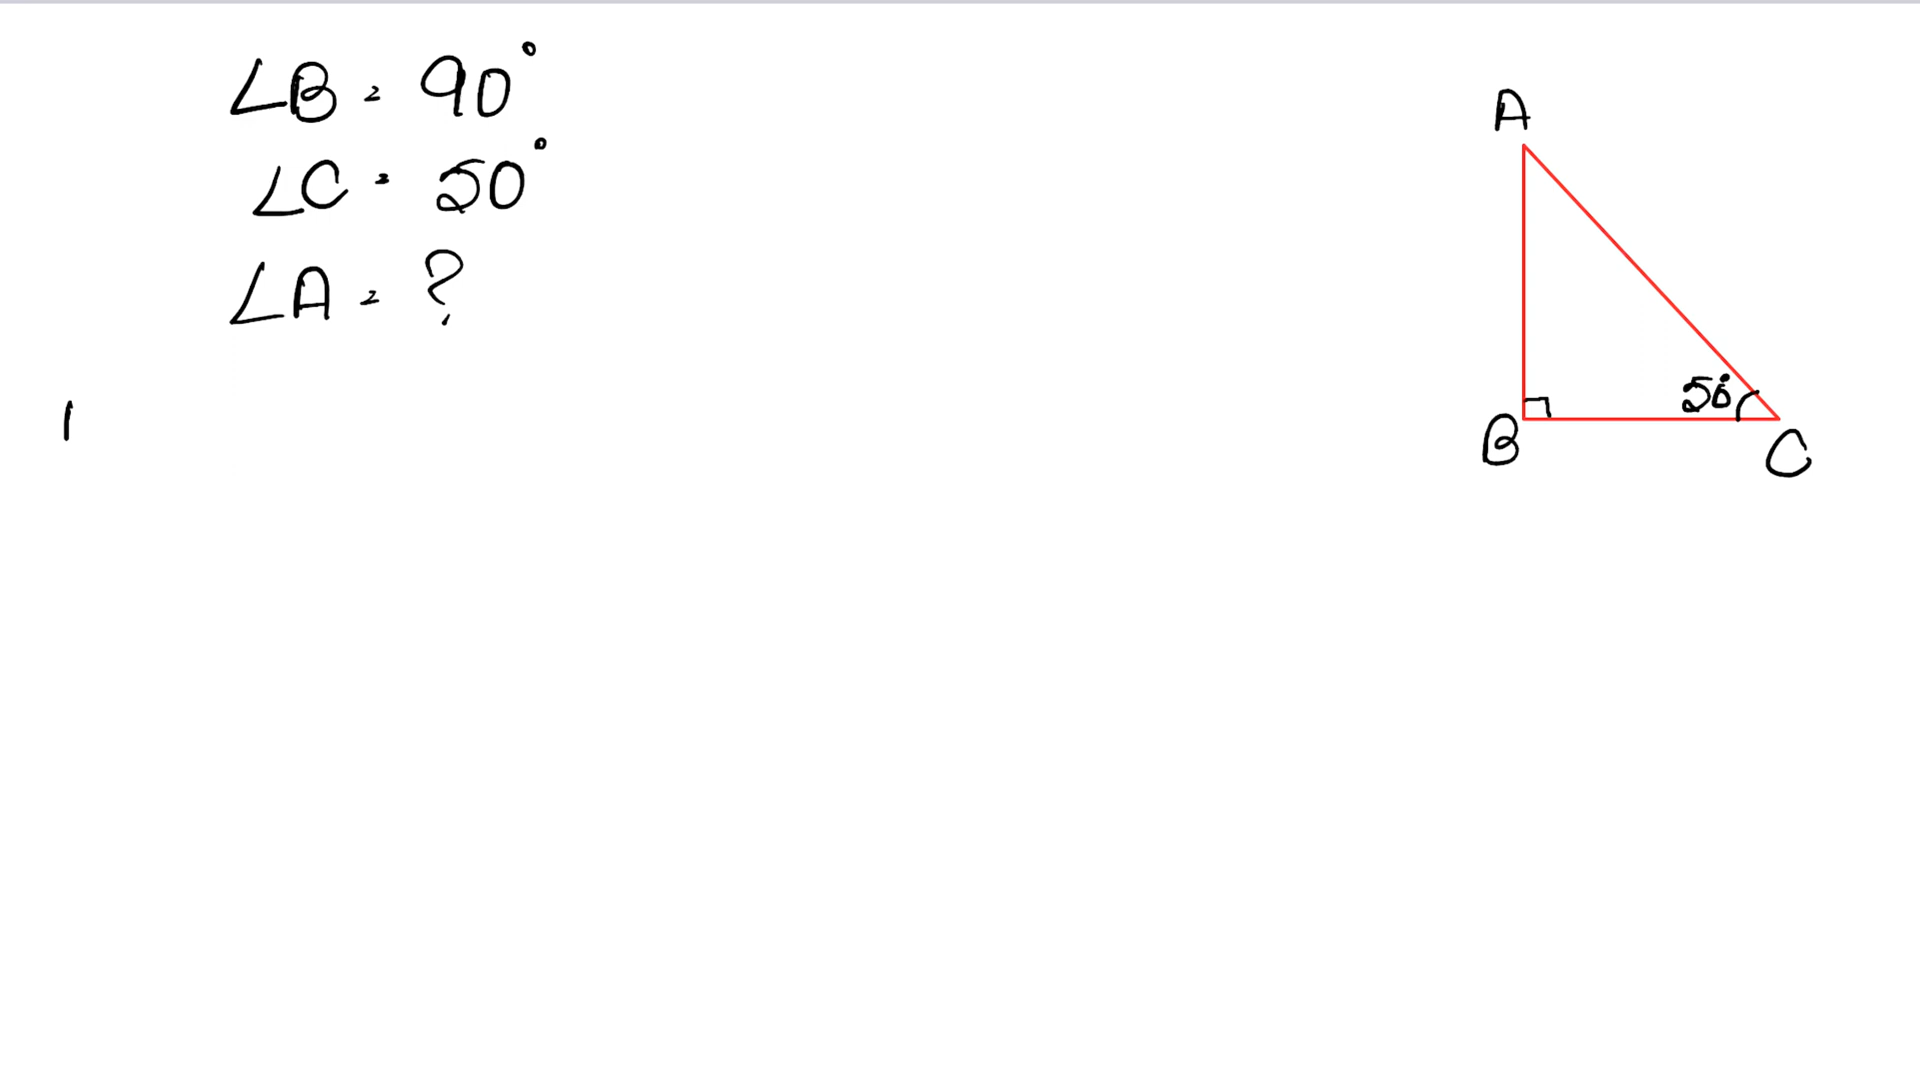 ∠B = 90°
∠C = 50°
∠A = ?
A
50°
B
C